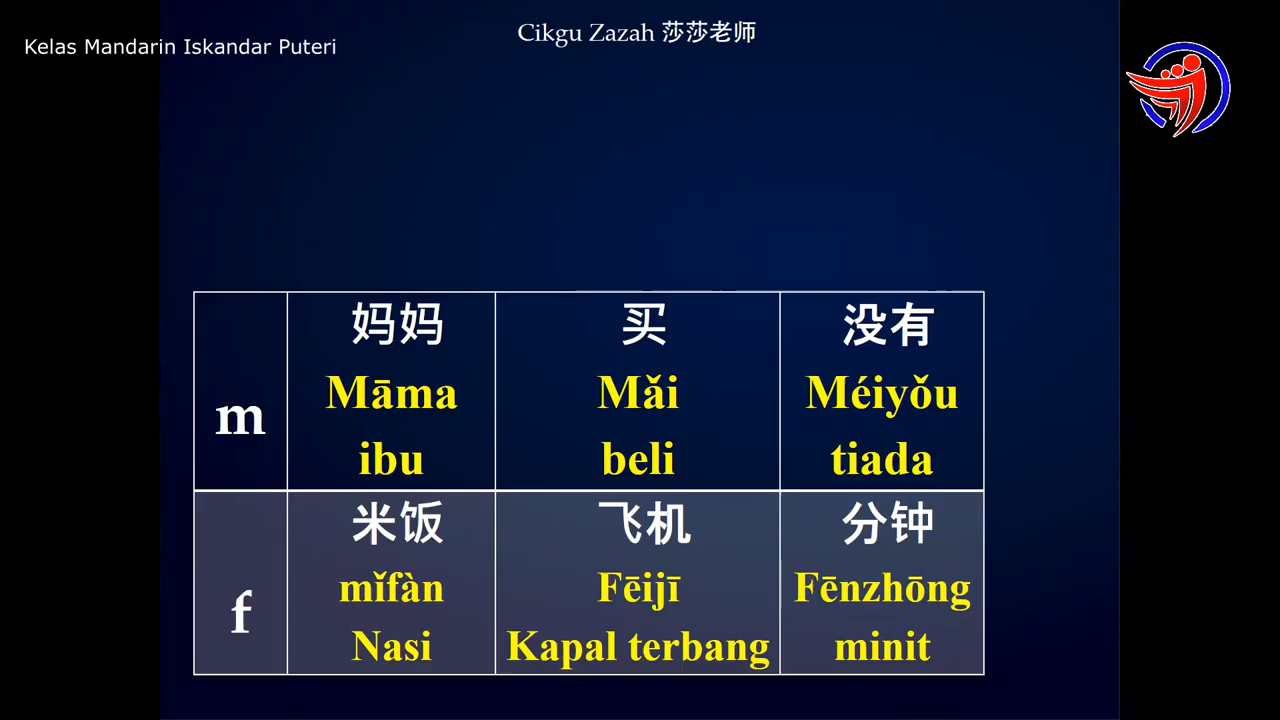 Cikgu Zazah 莎莎老师
Kelas Mandarin Iskandar Puteri
m
妈妈
Māma
ibu
买
Mǎi
beli
没有
Méiyǒu
tiada
f
米饭
mǐfàn
Nasi
飞机
Fēijī
Kapal terbang
分钟
Fēnzhōng
minit